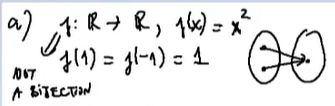 a) f: ℝ → ℝ, f(x) = x²
f(1) = f(-1) = 1
NOT
A BIJECTION